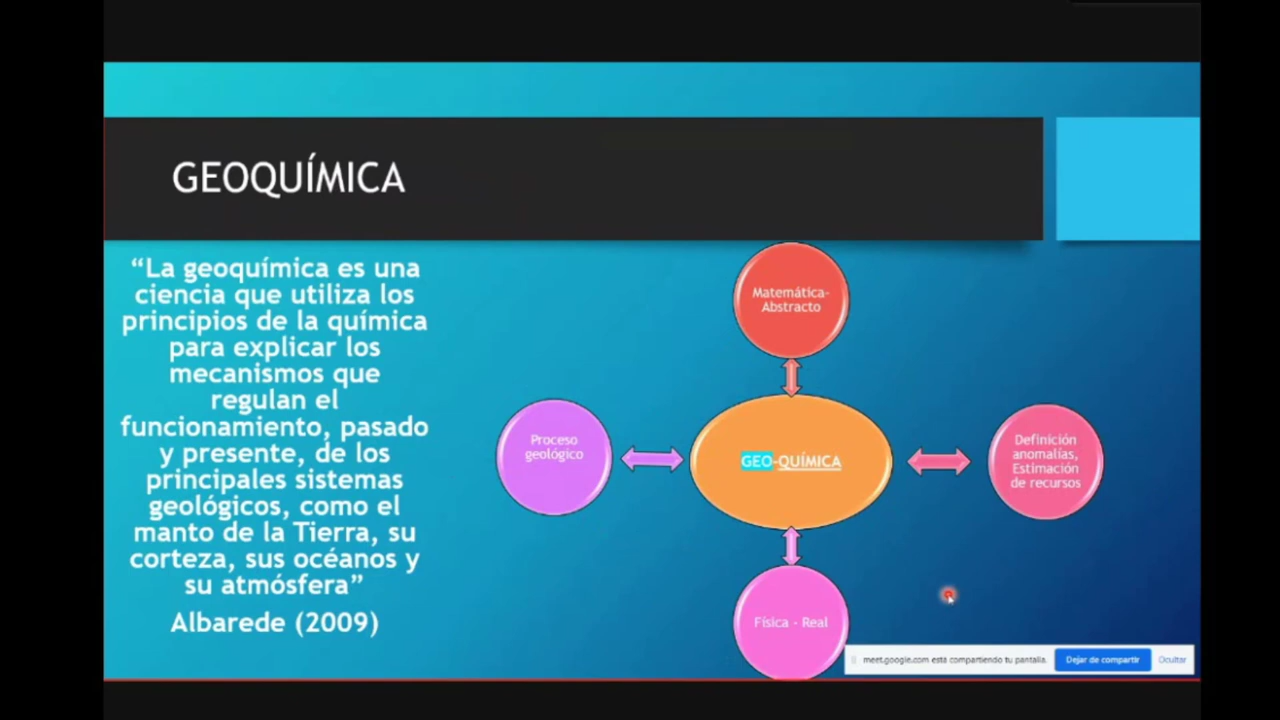 GEOQUÍMICA
“La geoquímica es una
ciencia que utiliza los
principios de la química
para explicar los
mecanismos que
regulan el
funcionamiento, pasado
y presente, de los
principales sistemas
geológicos, como el
manto de la Tierra, su
corteza, sus océanos y
su atmósfera”
Albarede (2009)
Matemática-
Abstracto
Proceso
geológico
GEO-QUÍMICA
Definición
anomalías,
Estimación
de recursos
Física - Real
meet.google.com está compartiendo tu pantalla.
Dejar de compartir
Ocultar